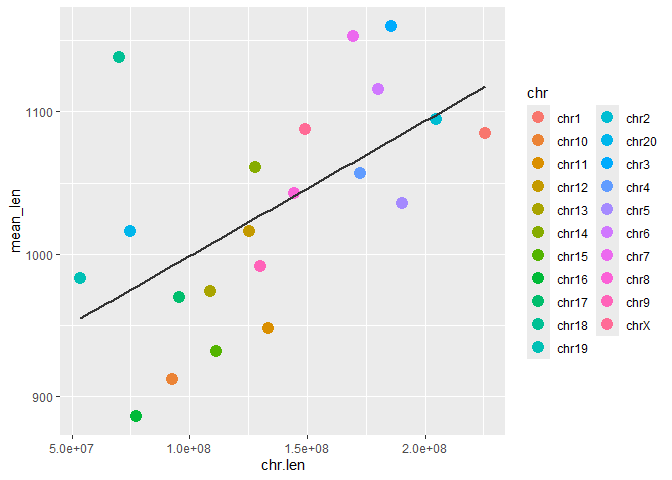 1100
1000
900
mean_len
5.0e+07 1.0e+08 1.5e+08 2.0e+08
chr.len
chr
chr1 chr2
chr10 chr20
chr11 chr3
chr12 chr4
chr13 chr5
chr14 chr6
chr15 chr7
chr16 chr8
chr17 chr9
chr18 chrX
chr19